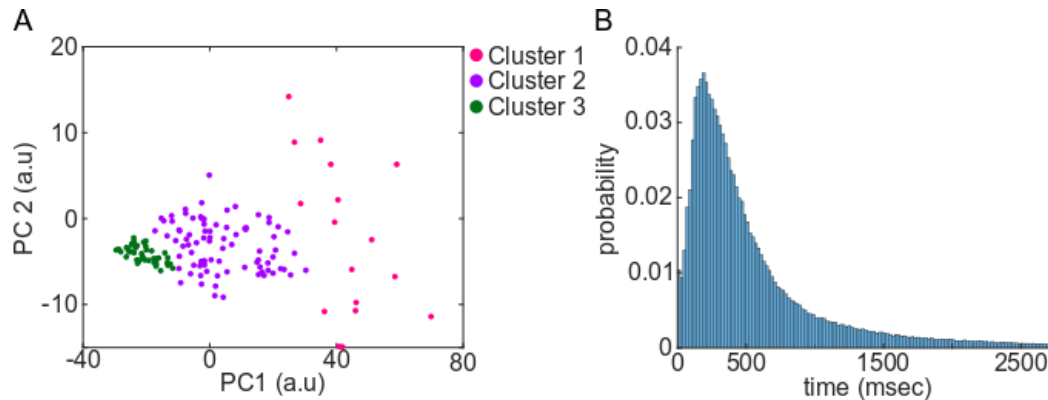 A
20
10
0
-10
-40
0
40
80
PC 2 (a.u)
PC1 (a.u)
Cluster 1
Cluster 2
Cluster 3
B
0.04
0.03
0.02
0.01
0
0
500
1500
2500
probability
time (msec)